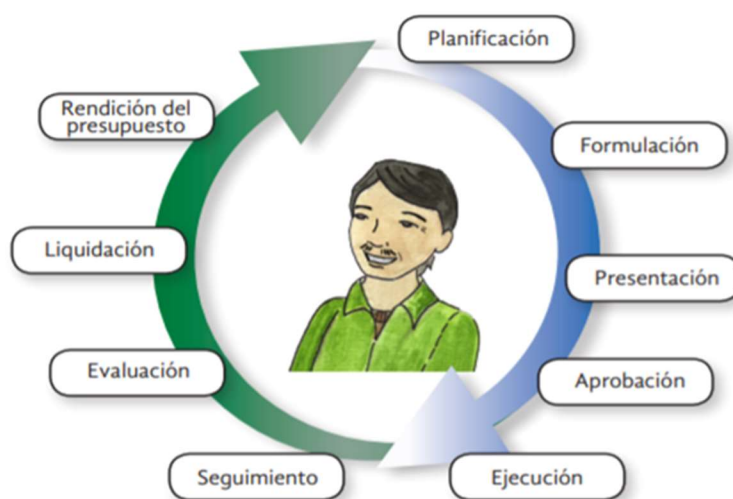 Planificación
Formulación
Presentación
Aprobación
Ejecución
Seguimiento
Evaluación
Liquidación
Rendición del
presupuesto